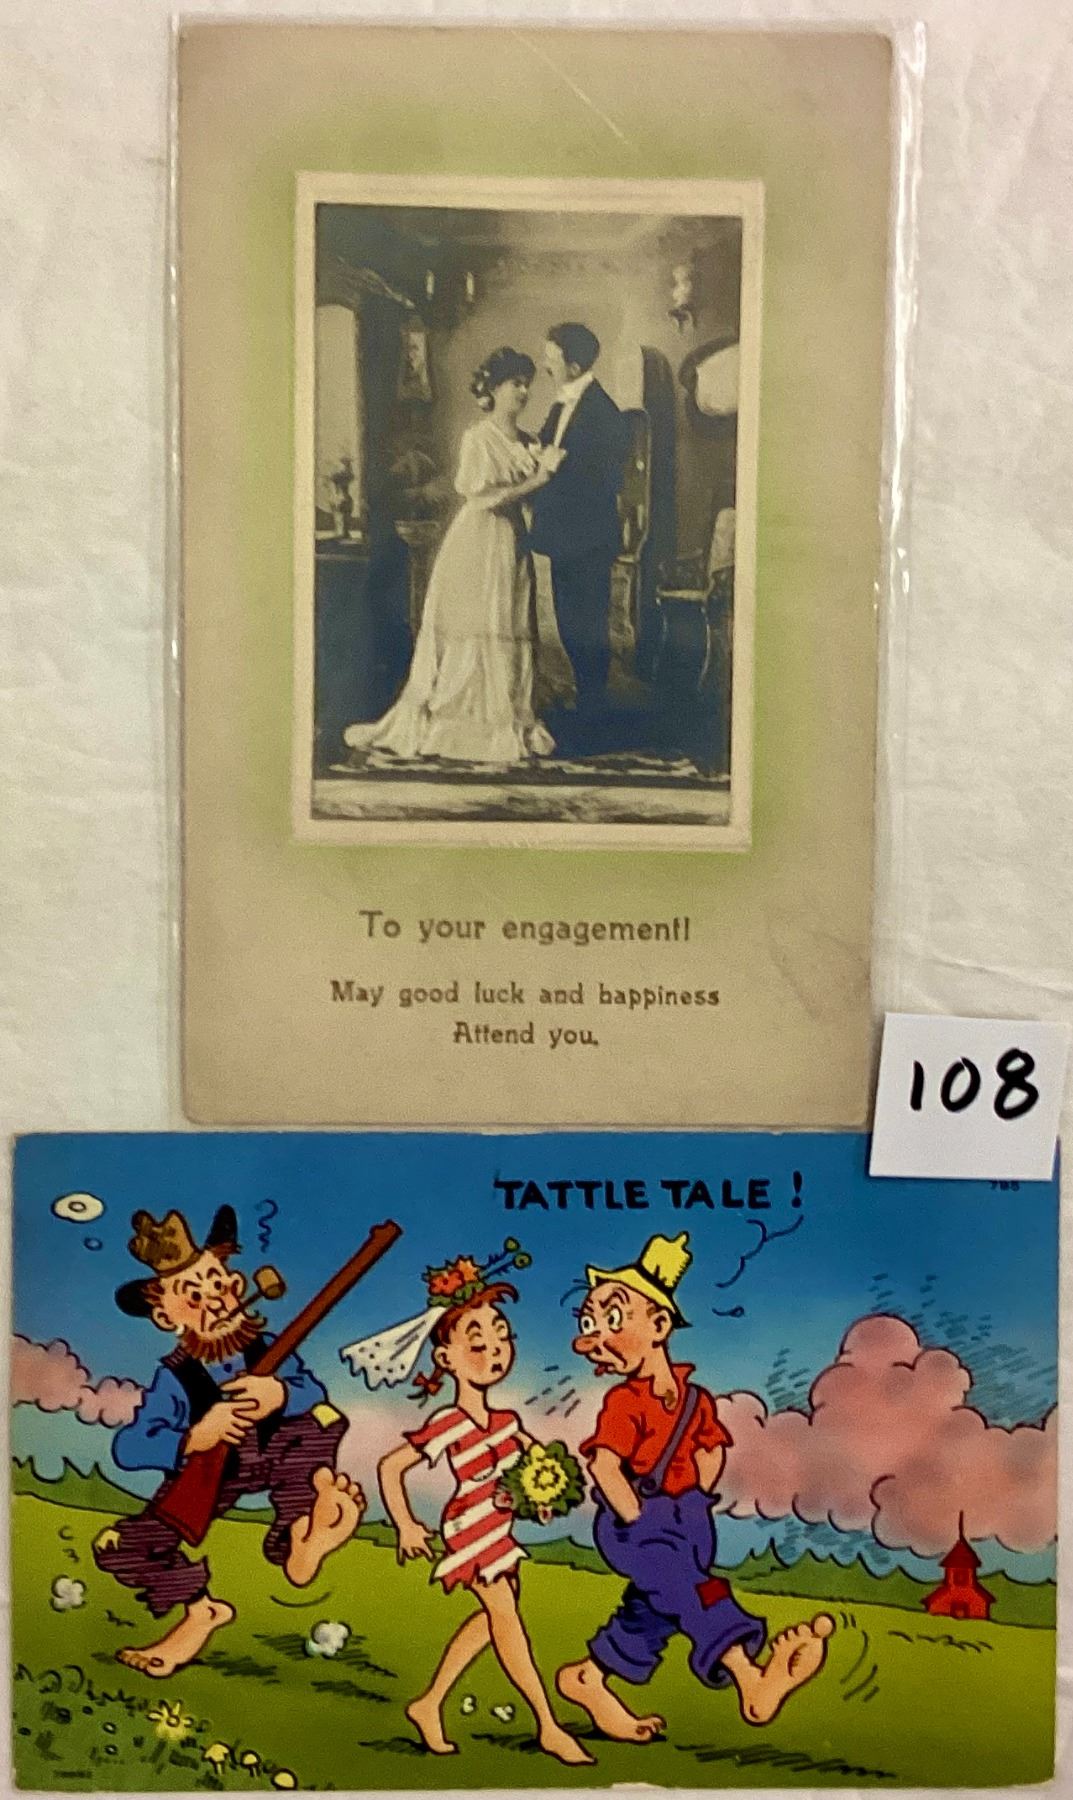 To your engagement!
May good luck and happiness
Attend you.
108
TATTLE TALE !